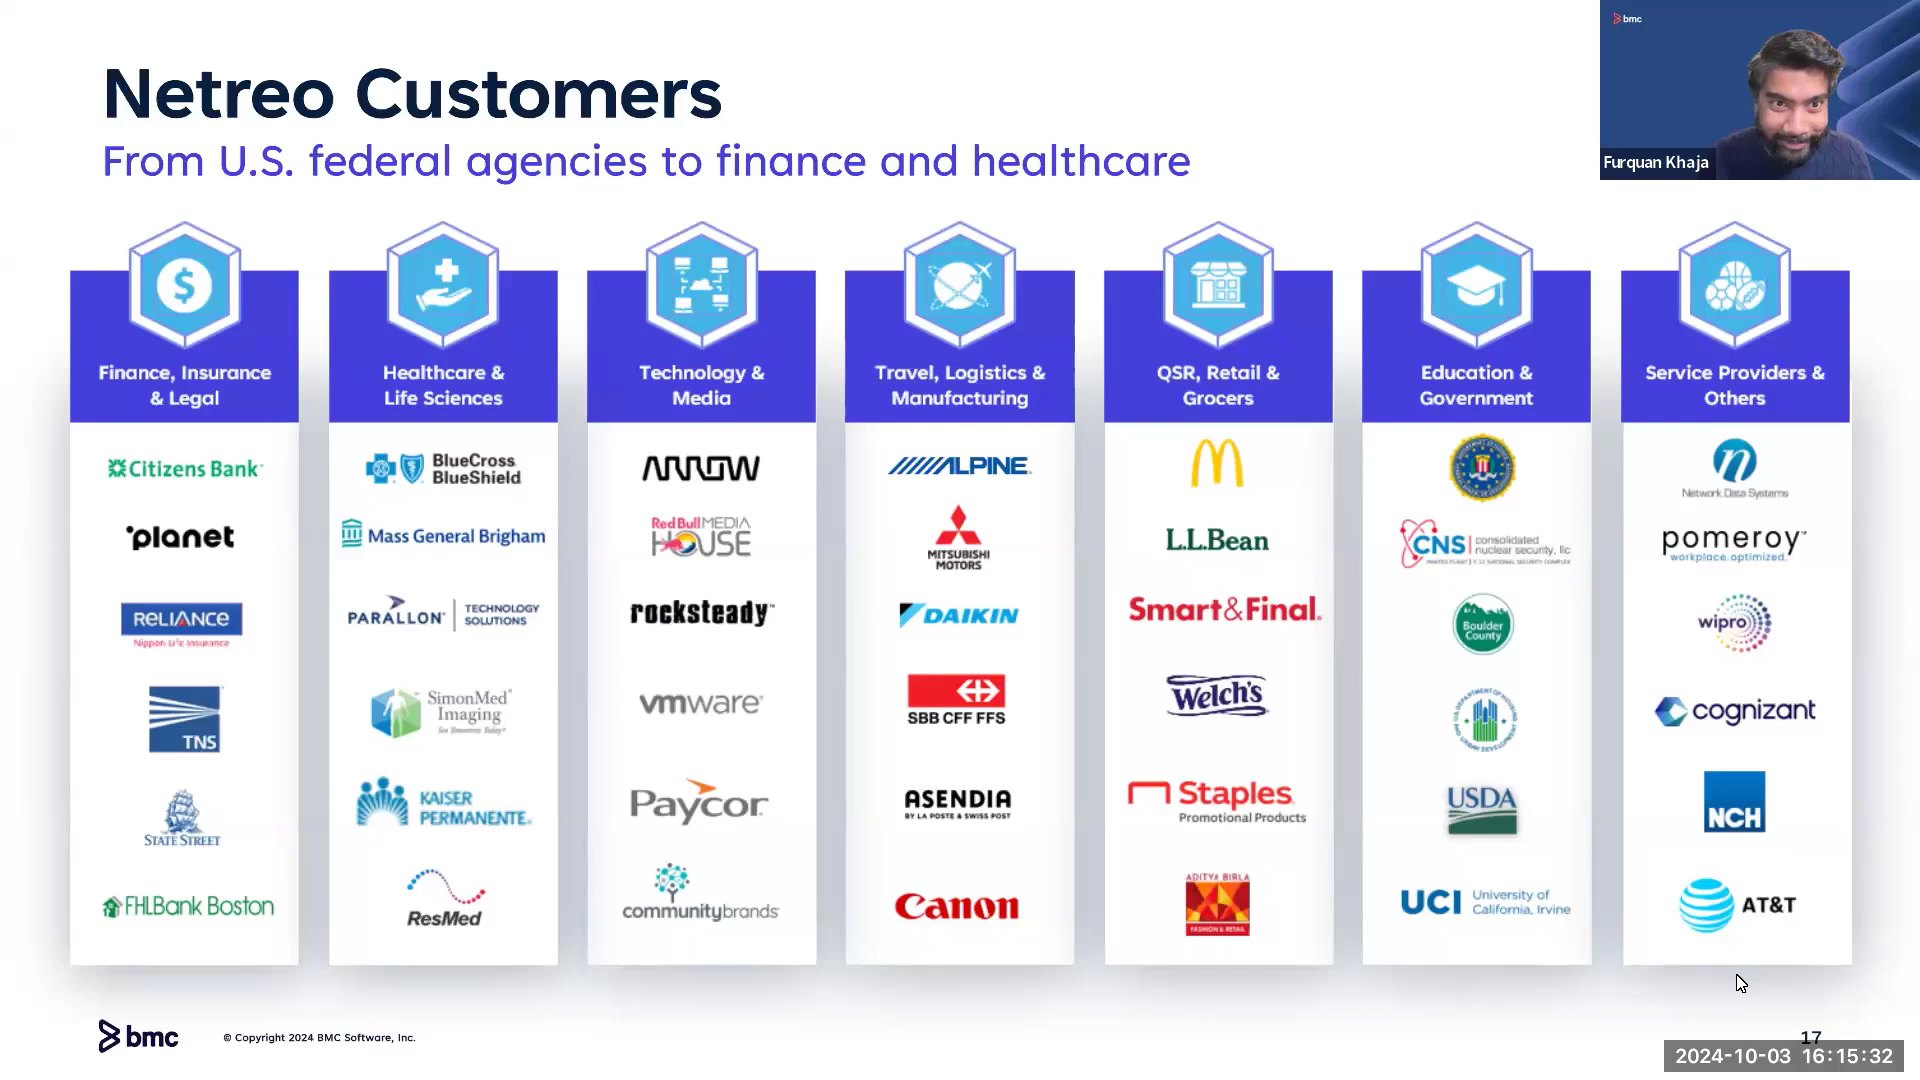 bmc
Furquan Khaja
Netreo Customers
From U.S. federal agencies to finance and healthcare
$
Finance, Insurance
& Legal
Citizens Bank
planet
RELIANCE
Nippon Life Insurance
TNS
STATE STREET
FHLBank Boston
Healthcare &
Life Sciences
BlueCross
BlueShield
Mass General Brigham
PARALLON
TECHNOLOGY
SOLUTIONS
SimonMed
Imaging
See Tomorrow Today
KAISER
PERMANENTE
ResMed
Technology &
Media
ARROW
Red Bull MEDIA
HOUSE
rocksteady™
vmware
Paycor
communitybrands
Travel, Logistics &
Manufacturing
ALPINE
MITSUBISHI
MOTORS
DAIKIN
SBB CFF FFS
ASENDIA
BY LA POSTE & SWISS POST
Canon
QSR, Retail &
Grocers
L.L.Bean
Smart&Final.
Welch's
Staples
Promotional Products
ADITYA BIRLA
FASHION & RETAIL
Education &
Government
CNS
consolidated
nuclear security, llc
Boulder
County
USDA
UCI
University of
California, Irvine
Service Providers &
Others
n
Network Data Systems
pomeroy™
workplace. optimized.
wipro
cognizant
NCH
AT&T
bmc
© Copyright 2024 BMC Software, Inc.
17
2024-10-03 16:15:32